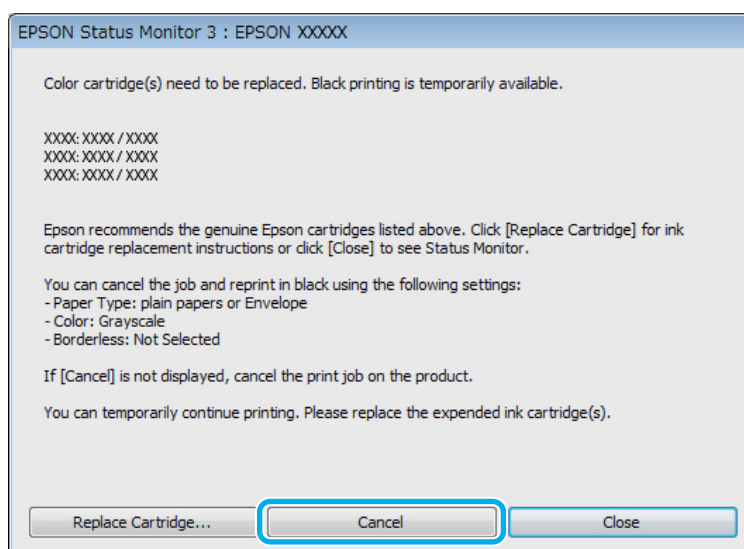 EPSON Status Monitor 3 : EPSON XXXXX
Color cartridge(s) need to be replaced. Black printing is temporarily available.
XXXX: XXXX / XXXX
XXXX: XXXX / XXXX
XXXX: XXXX / XXXX
Epson recommends the genuine Epson cartridges listed above. Click [Replace Cartridge] for ink
cartridge replacement instructions or click [Close] to see Status Monitor.
You can cancel the job and reprint in black using the following settings:
- Paper Type: plain papers or Envelope
- Color: Grayscale
- Borderless: Not Selected
If [Cancel] is not displayed, cancel the print job on the product.
You can temporarily continue printing. Please replace the expended ink cartridge(s).
Replace Cartridge... Cancel Close